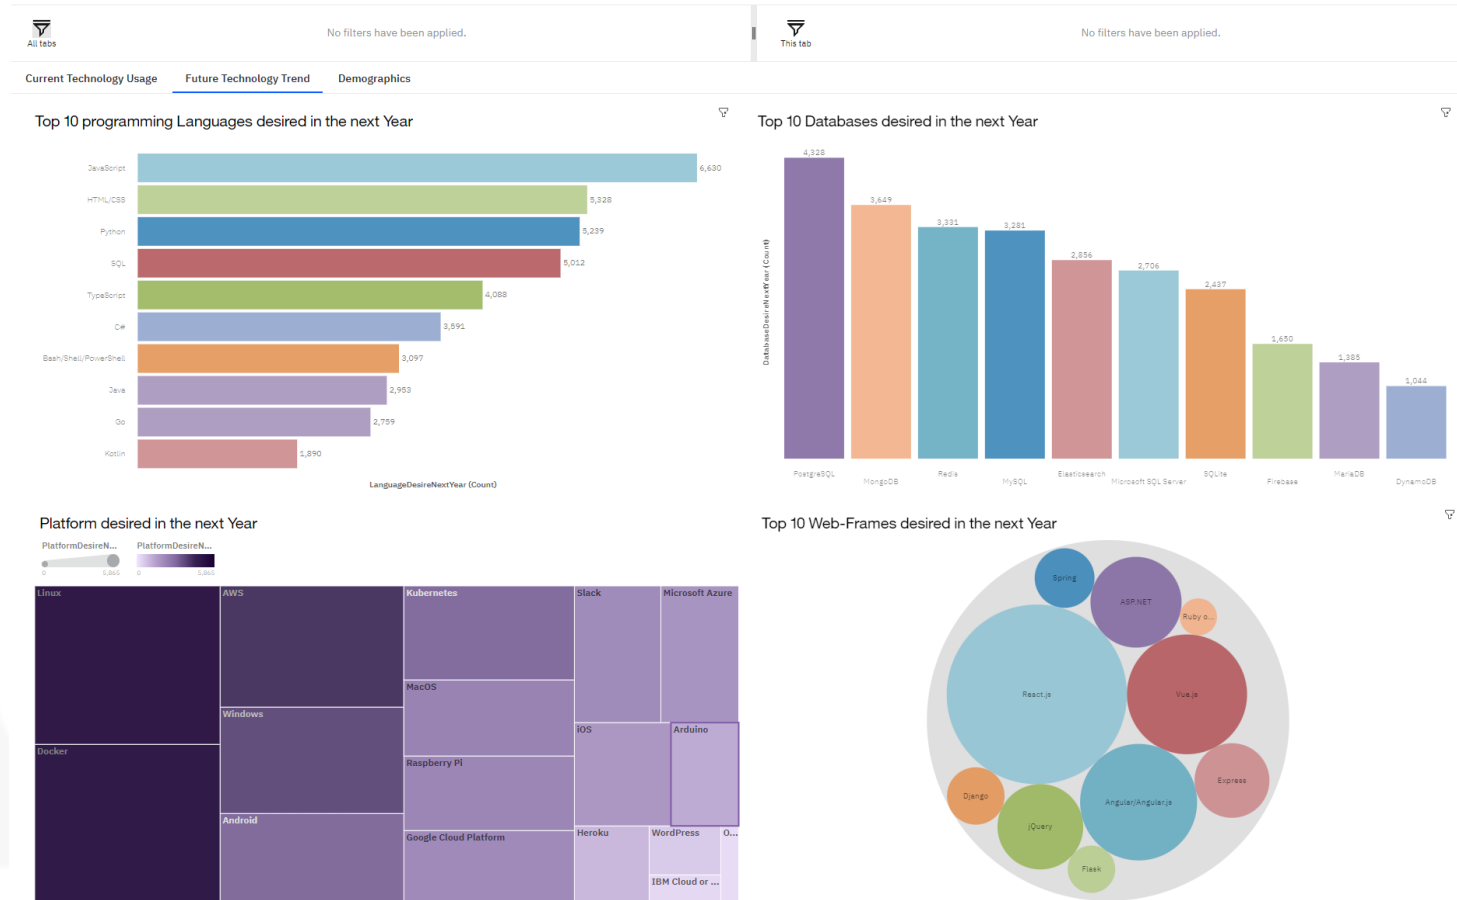 All tabs
No filters have been applied.
This tab
No filters have been applied.
Current Technology Usage
Future Technology Trend
Demographics
Top 10 programming Languages desired in the next Year
JavaScript
6,630
HTML/CSS
5,328
Python
5,239
SQL
5,012
TypeScript
4,088
C#
3,591
Bash/Shell/PowerShell
3,097
Java
2,953
Go
2,759
Kotlin
1,890
LanguageDesireNextYear (Count)
Top 10 Databases desired in the next Year
DatabaseDesireNextYear (Count)
4,328
3,649
3,331
3,281
2,856
2,706
2,437
1,650
1,385
1,044
PostgreSQL
MongoDB
Redis
MySQL
Elasticsearch
Microsoft SQL Server
SQLite
Firebase
MariaDB
DynamoDB
Platform desired in the next Year
PlatformDesireN...
PlatformDesireN...
0
5,865
0
5,865
Linux
AWS
Kubernetes
Slack
Microsoft Azure
MacOS
Windows
iOS
Arduino
Docker
Raspberry Pi
Android
Google Cloud Platform
Heroku
WordPress
O...
IBM Cloud or ...
Top 10 Web-Frames desired in the next Year
Spring
ASP.NET
Ruby o...
React.js
Vue.js
Express
Django
Angular/Angular.js
jQuery
Flask